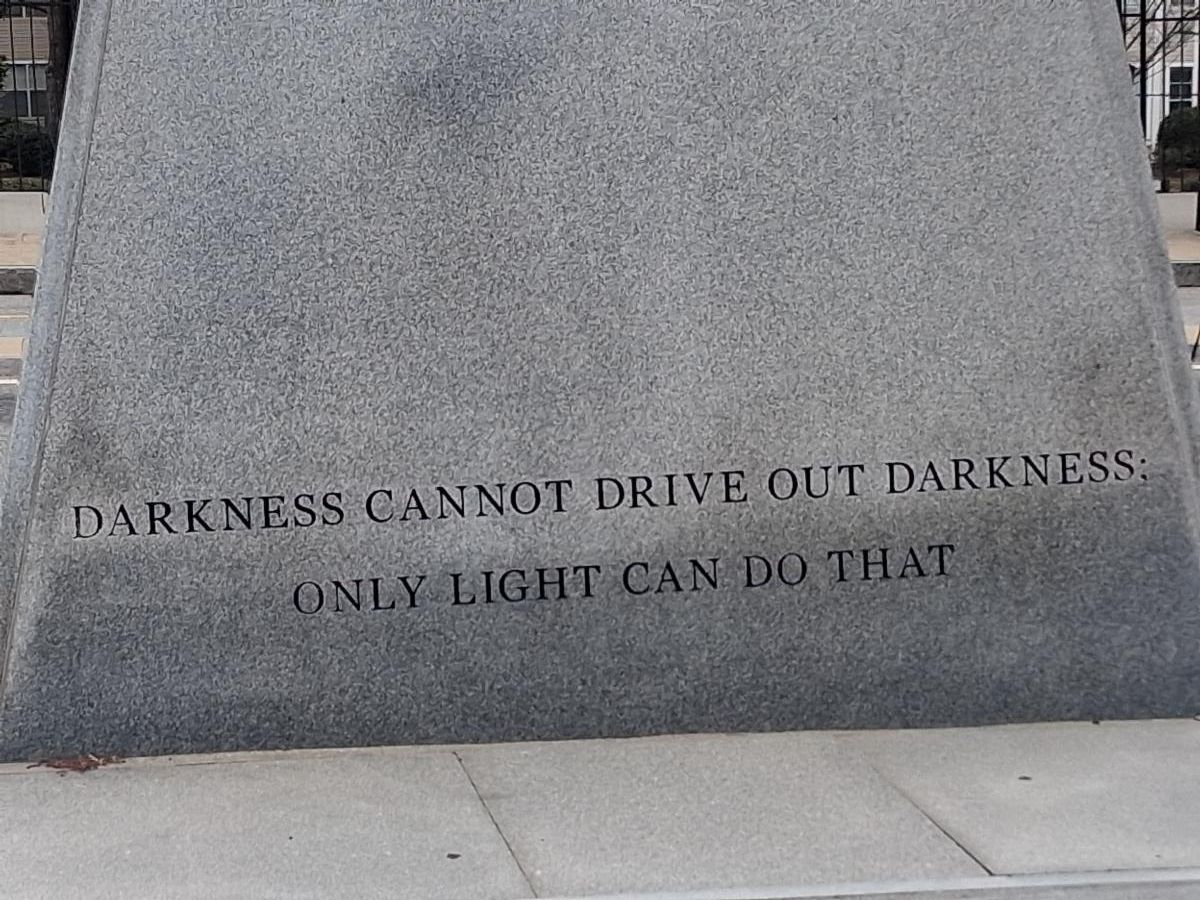 DARKNESS CANNOT DRIVE OUT DARKNESS;
ONLY LIGHT CAN DO THAT